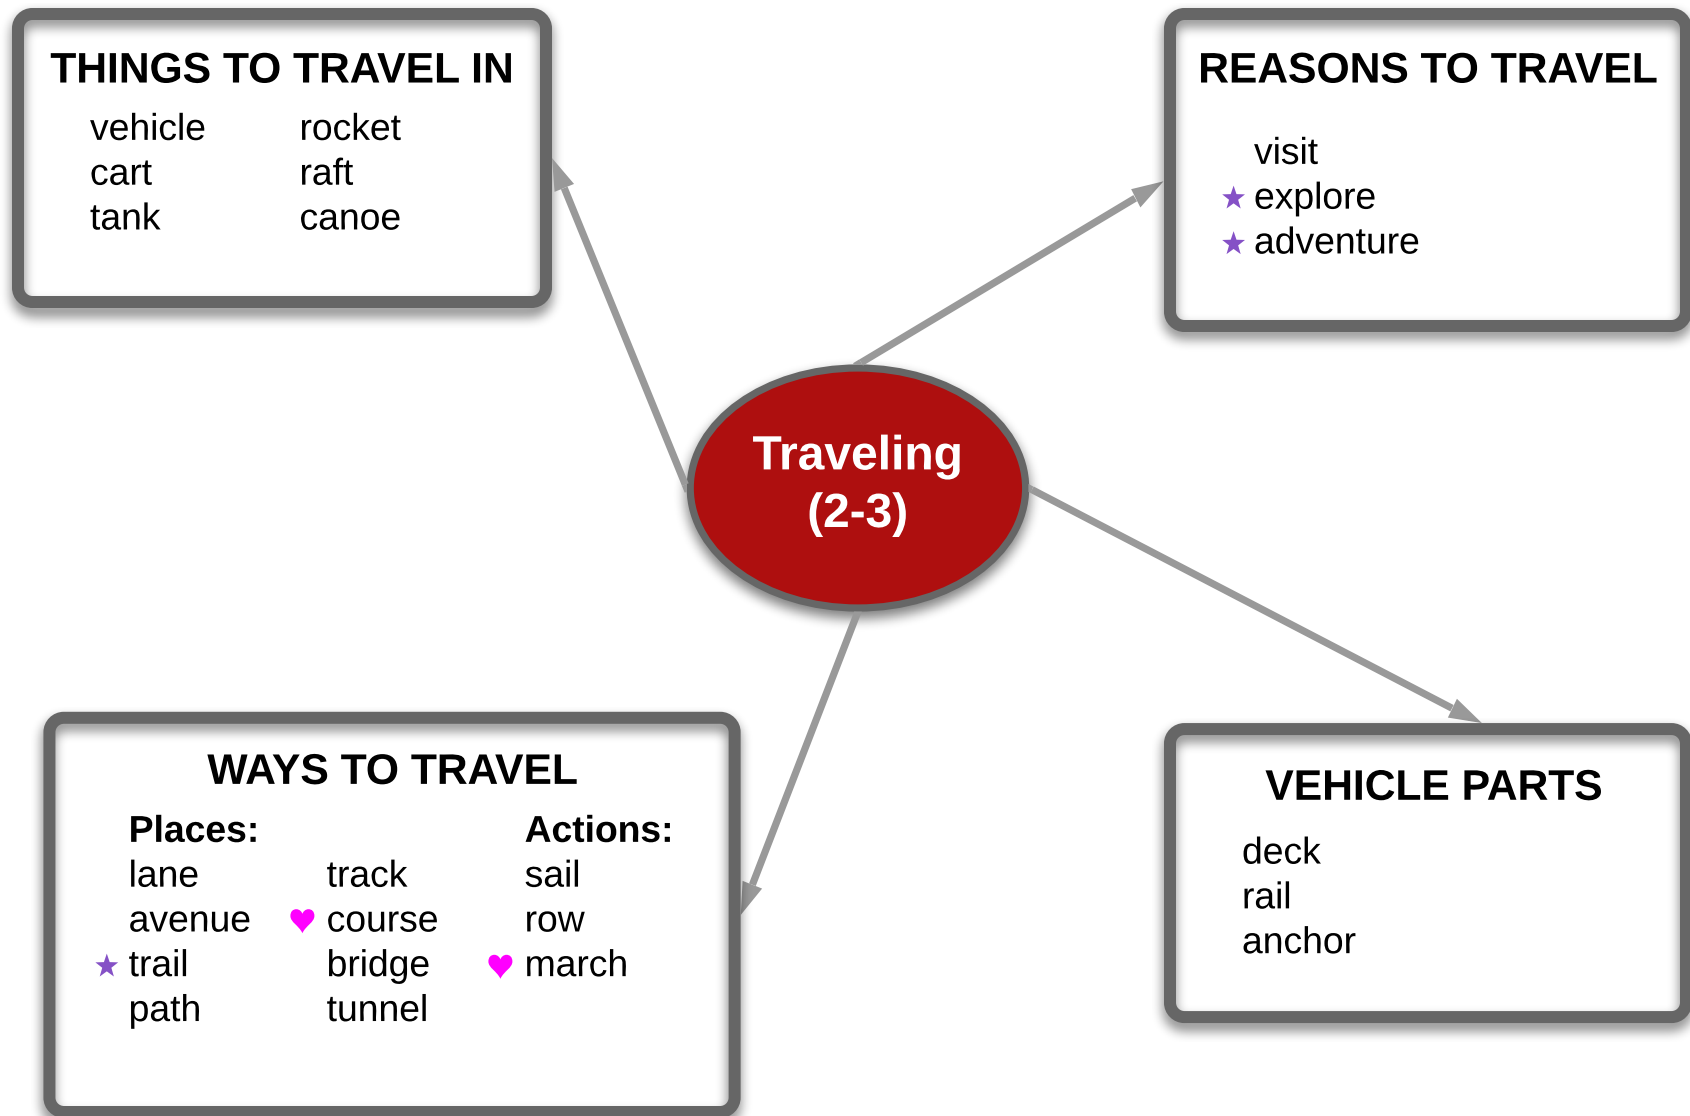 THINGS TO TRAVEL IN
vehicle rocket
cart raft
tank canoe
REASONS TO TRAVEL
visit
★ explore
★ adventure
Traveling
(2-3)
WAYS TO TRAVEL
Places: Actions:
lane track sail
avenue ♥ course row
★ trail bridge ♥ march
path tunnel
VEHICLE PARTS
deck
rail
anchor